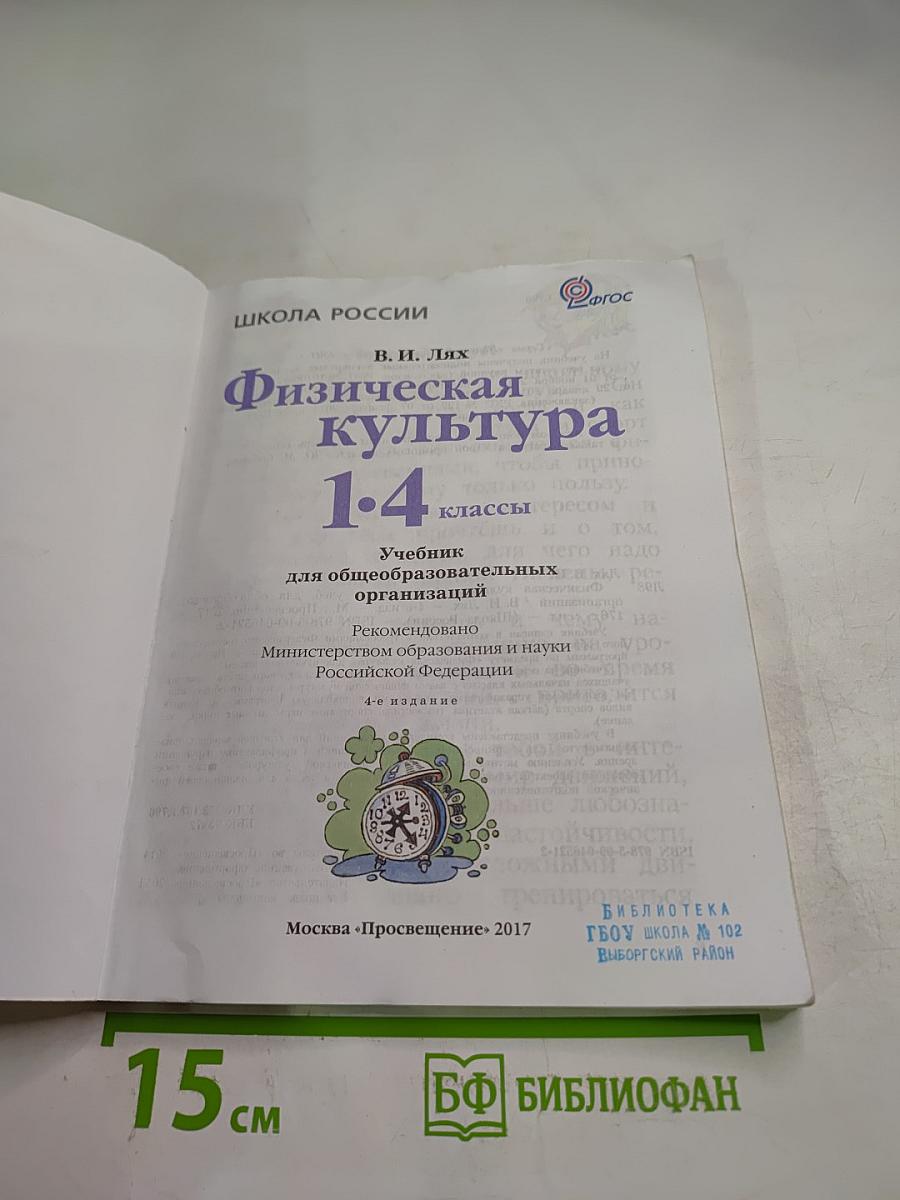 ШКОЛА РОССИИ
ФГОС
В. И. Лях
Физическая
культура
1•4 классы
Учебник
для общеобразовательных
организаций
Рекомендовано
Министерством образования и науки
Российской Федерации
4-е издание
Москва «Просвещение» 2017
БИБЛИОТЕКА
ГБОУ ШКОЛА № 102
ВЫБОРГСКИЙ РАЙОН
15 см
БФ БИБЛИОФАН